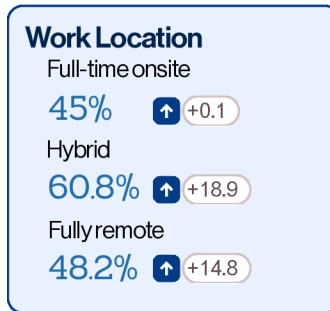 Work Location
Full-time onsite
45% +0.1
Hybrid
60.8% +18.9
Fully remote
48.2% +14.8